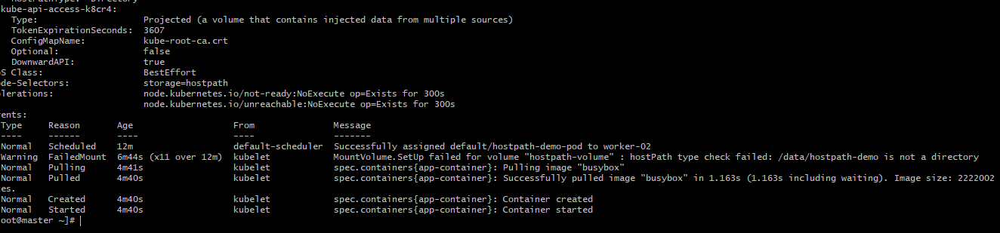 kube-api-access-k8cr4:
Type: Projected (a volume that contains injected data from multiple sources)
TokenExpirationSeconds: 3607
ConfigMapName: kube-root-ca.crt
Optional: false
DownwardAPI: true
S Class: BestEffort
de-Selectors: storage=hostpath
lerations: node.kubernetes.io/not-ready:NoExecute op=Exists for 300s
node.kubernetes.io/unreachable:NoExecute op=Exists for 300s
ents:
Type Reason Age From Message
---- ------ ---- ---- -------
Normal Scheduled 12m default-scheduler Successfully assigned default/hostpath-demo-pod to worker-02
Warning FailedMount 6m44s (x11 over 12m) kubelet MountVolume.SetUp failed for volume "hostpath-volume" : hostPath type check failed: /data/hostpath-demo is not a directory
Normal Pulling 4m41s kubelet spec.containers{app-container}: Pulling image "busybox"
Normal Pulled 4m40s kubelet spec.containers{app-container}: Successfully pulled image "busybox" in 1.163s (1.163s including waiting). Image size: 2222002
es.
Normal Created 4m40s kubelet spec.containers{app-container}: Container created
Normal Started 4m40s kubelet spec.containers{app-container}: Container started
oot@master ~]#